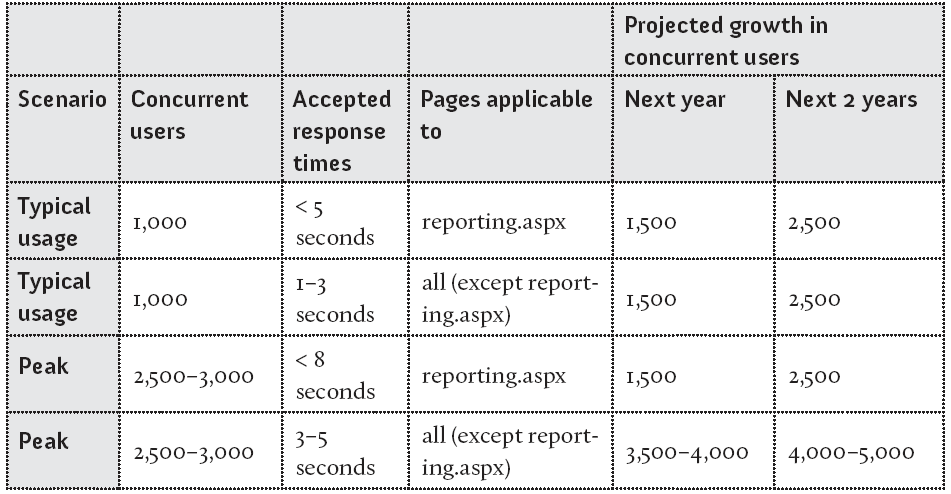 Projected growth in
concurrent users
Scenario
Concurrent
users
Accepted
response
times
Pages applicable
to
Next year
Next 2 years
Typical
usage
1,000
< 5
seconds
reporting.aspx
1,500
2,500
Typical
usage
1,000
1–3
seconds
all (except report-
ing.aspx)
1,500
2,500
Peak
2,500–3,000
< 8
seconds
reporting.aspx
1,500
2,500
Peak
2,500–3,000
3–5
seconds
all (except report-
ing.aspx)
3,500–4,000
4,000–5,000